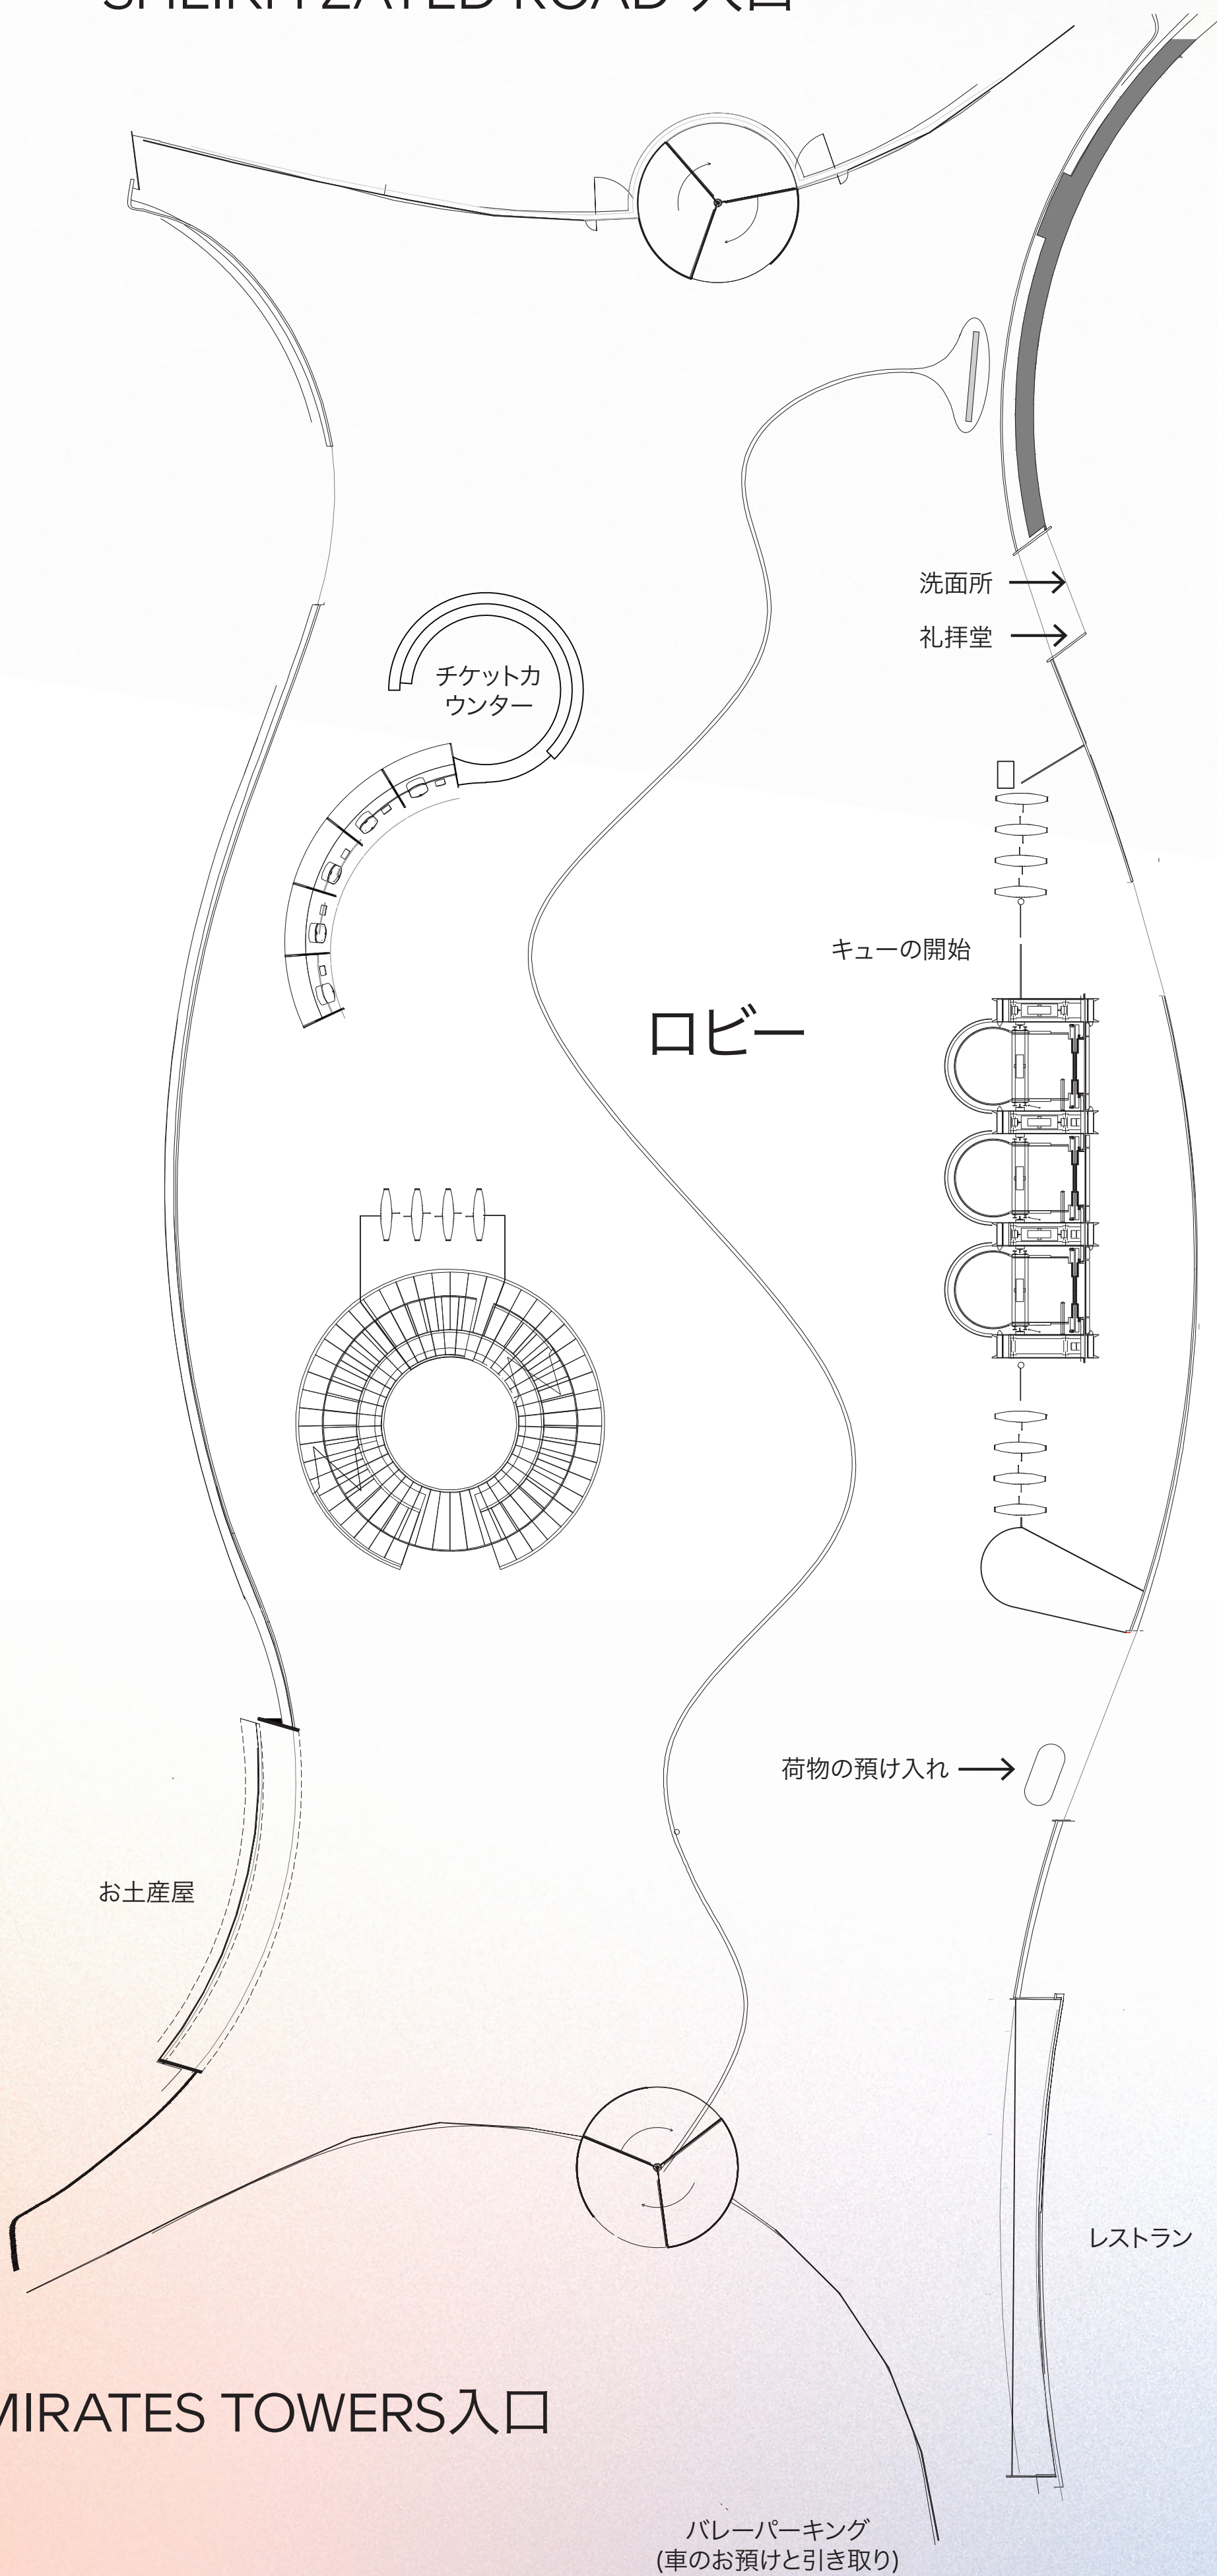 SHEIKH ZAYED ROAD 入口
洗面所
礼拝堂
チケットカ
ウンター
キューの開始
ロビー
荷物の預け入れ
お土産屋
レストラン
MIRATES TOWERS入口
バレーパーキング
(車のお預けと引き取り)